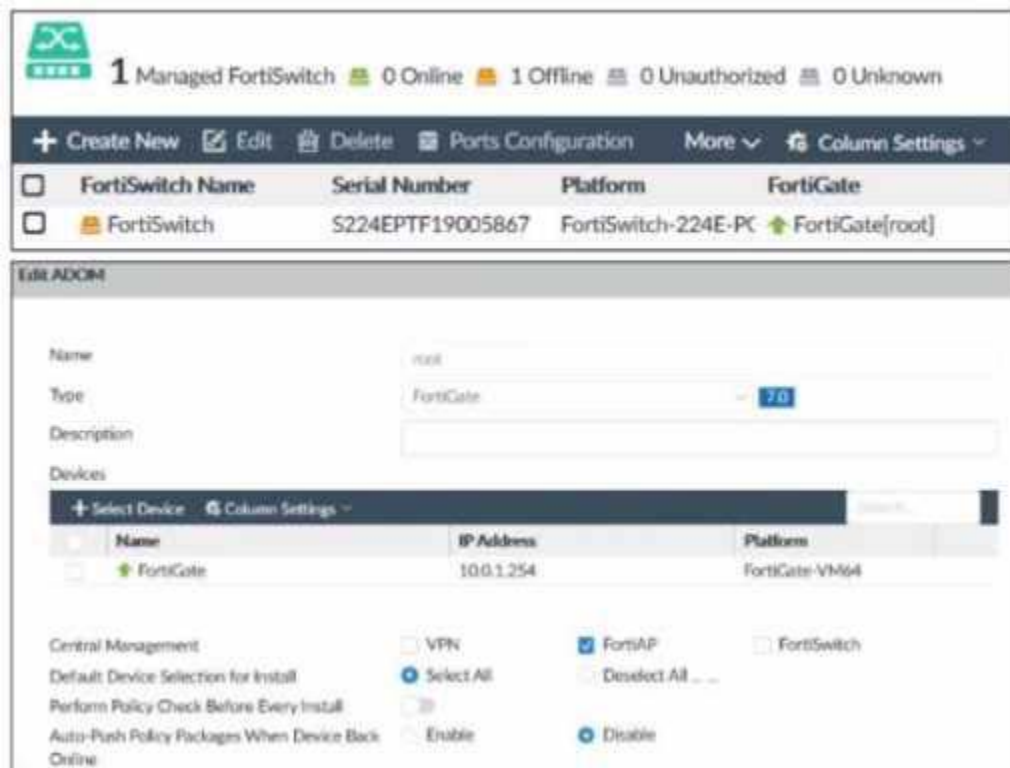 1 Managed FortiSwitch 0 Online 1 Offline 0 Unauthorized 0 Unknown
+ Create New Edit Delete Ports Configuration More Column Settings
FortiSwitch Name Serial Number Platform FortiGate
FortiSwitch S224EPTF19005867 FortiSwitch-224E-PC FortiGate[root]
Edit ADOM
Name root
Type FortiGate 7.0
Description
Devices
+ Select Device Column Settings
Name IP Address Platform
FortiGate 10.0.1.254 FortiGate-VM64
Central Management VPN FortiAP FortiSwitch
Default Device Selection for Install Select All Deselect All
Perform Policy Check Before Every Install
Auto-Push Policy Packages When Device Back Enable Disable
Online